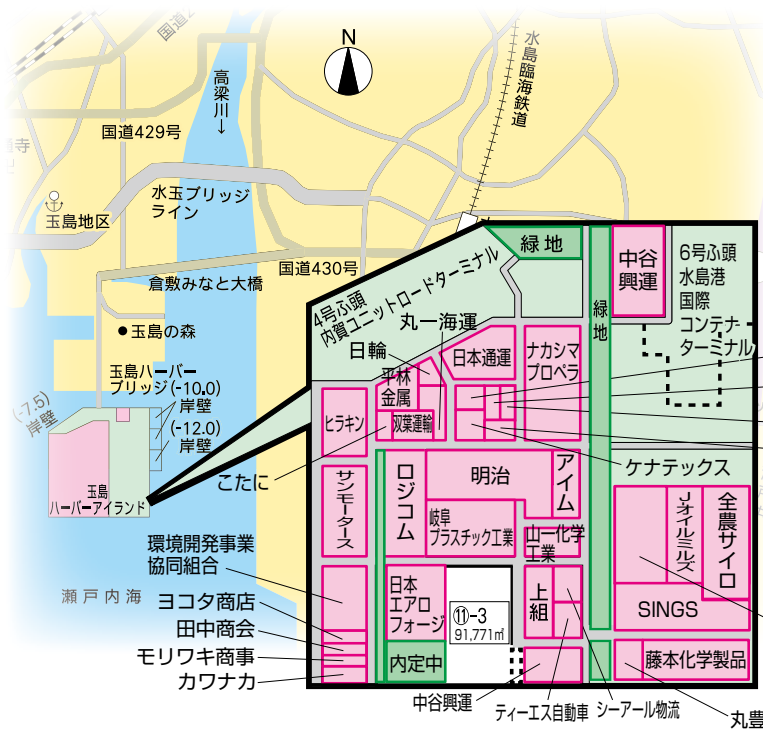 国道2
N
水島臨海鉄道
高梁川→
国道429号
水玉ブリッジ
ライン
玉島地区
国道430号
倉敷みなと大橋
玉島の森
玉島ハーバー
ブリッジ
(-10.0)
岸壁
(-12.0)
岸壁
(-7.5)
岸壁
玉島
ハーバーアイランド
瀬戸内海
緑地
4号ふ頭
内貿ユニットロードターミナル
中谷
興運
6号ふ頭
水島港
国際
コンテナ
ターミナル
緑地
丸一海運
日輪
日本通運
ナカシマ
プロペラ
平林
金属
双葉運輸
ヒラキン
こたに
ケナテックス
サンモータース
ロジコム
明治
アイム
岐阜
プラスチック工業
山一化学
工業
Jオイルミルズ
全農サイロ
SINGS
環境開発事業
協同組合
ヨコタ商店
田中商会
モリワキ商事
カワナカ
日本
エアロ
フォージ
内定中
⑪-3
91,771㎡
上組
藤本化学製品
中谷興運
ティーエス自動車
シーアール物流
丸豊